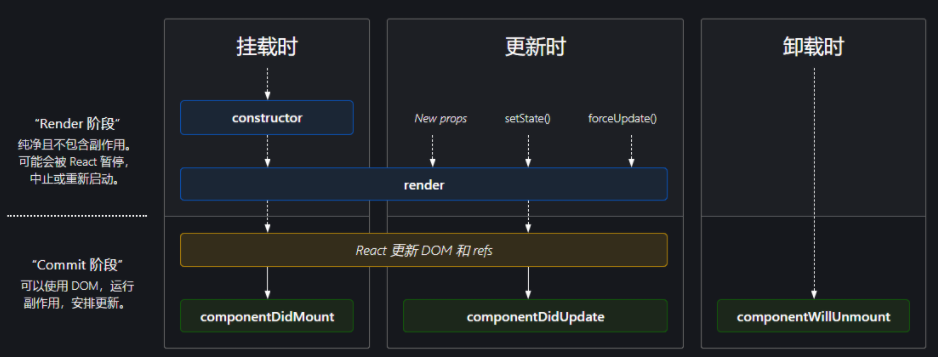 挂载时
更新时
卸载时
“Render 阶段”
纯净且不包含副作用。
可能会被 React 暂停，
中止或重新启动。
constructor
New props
setState()
forceUpdate()
render
“Commit 阶段”
可以使用 DOM，运行
副作用，安排更新。
React 更新 DOM 和 refs
componentDidMount
componentDidUpdate
componentWillUnmount